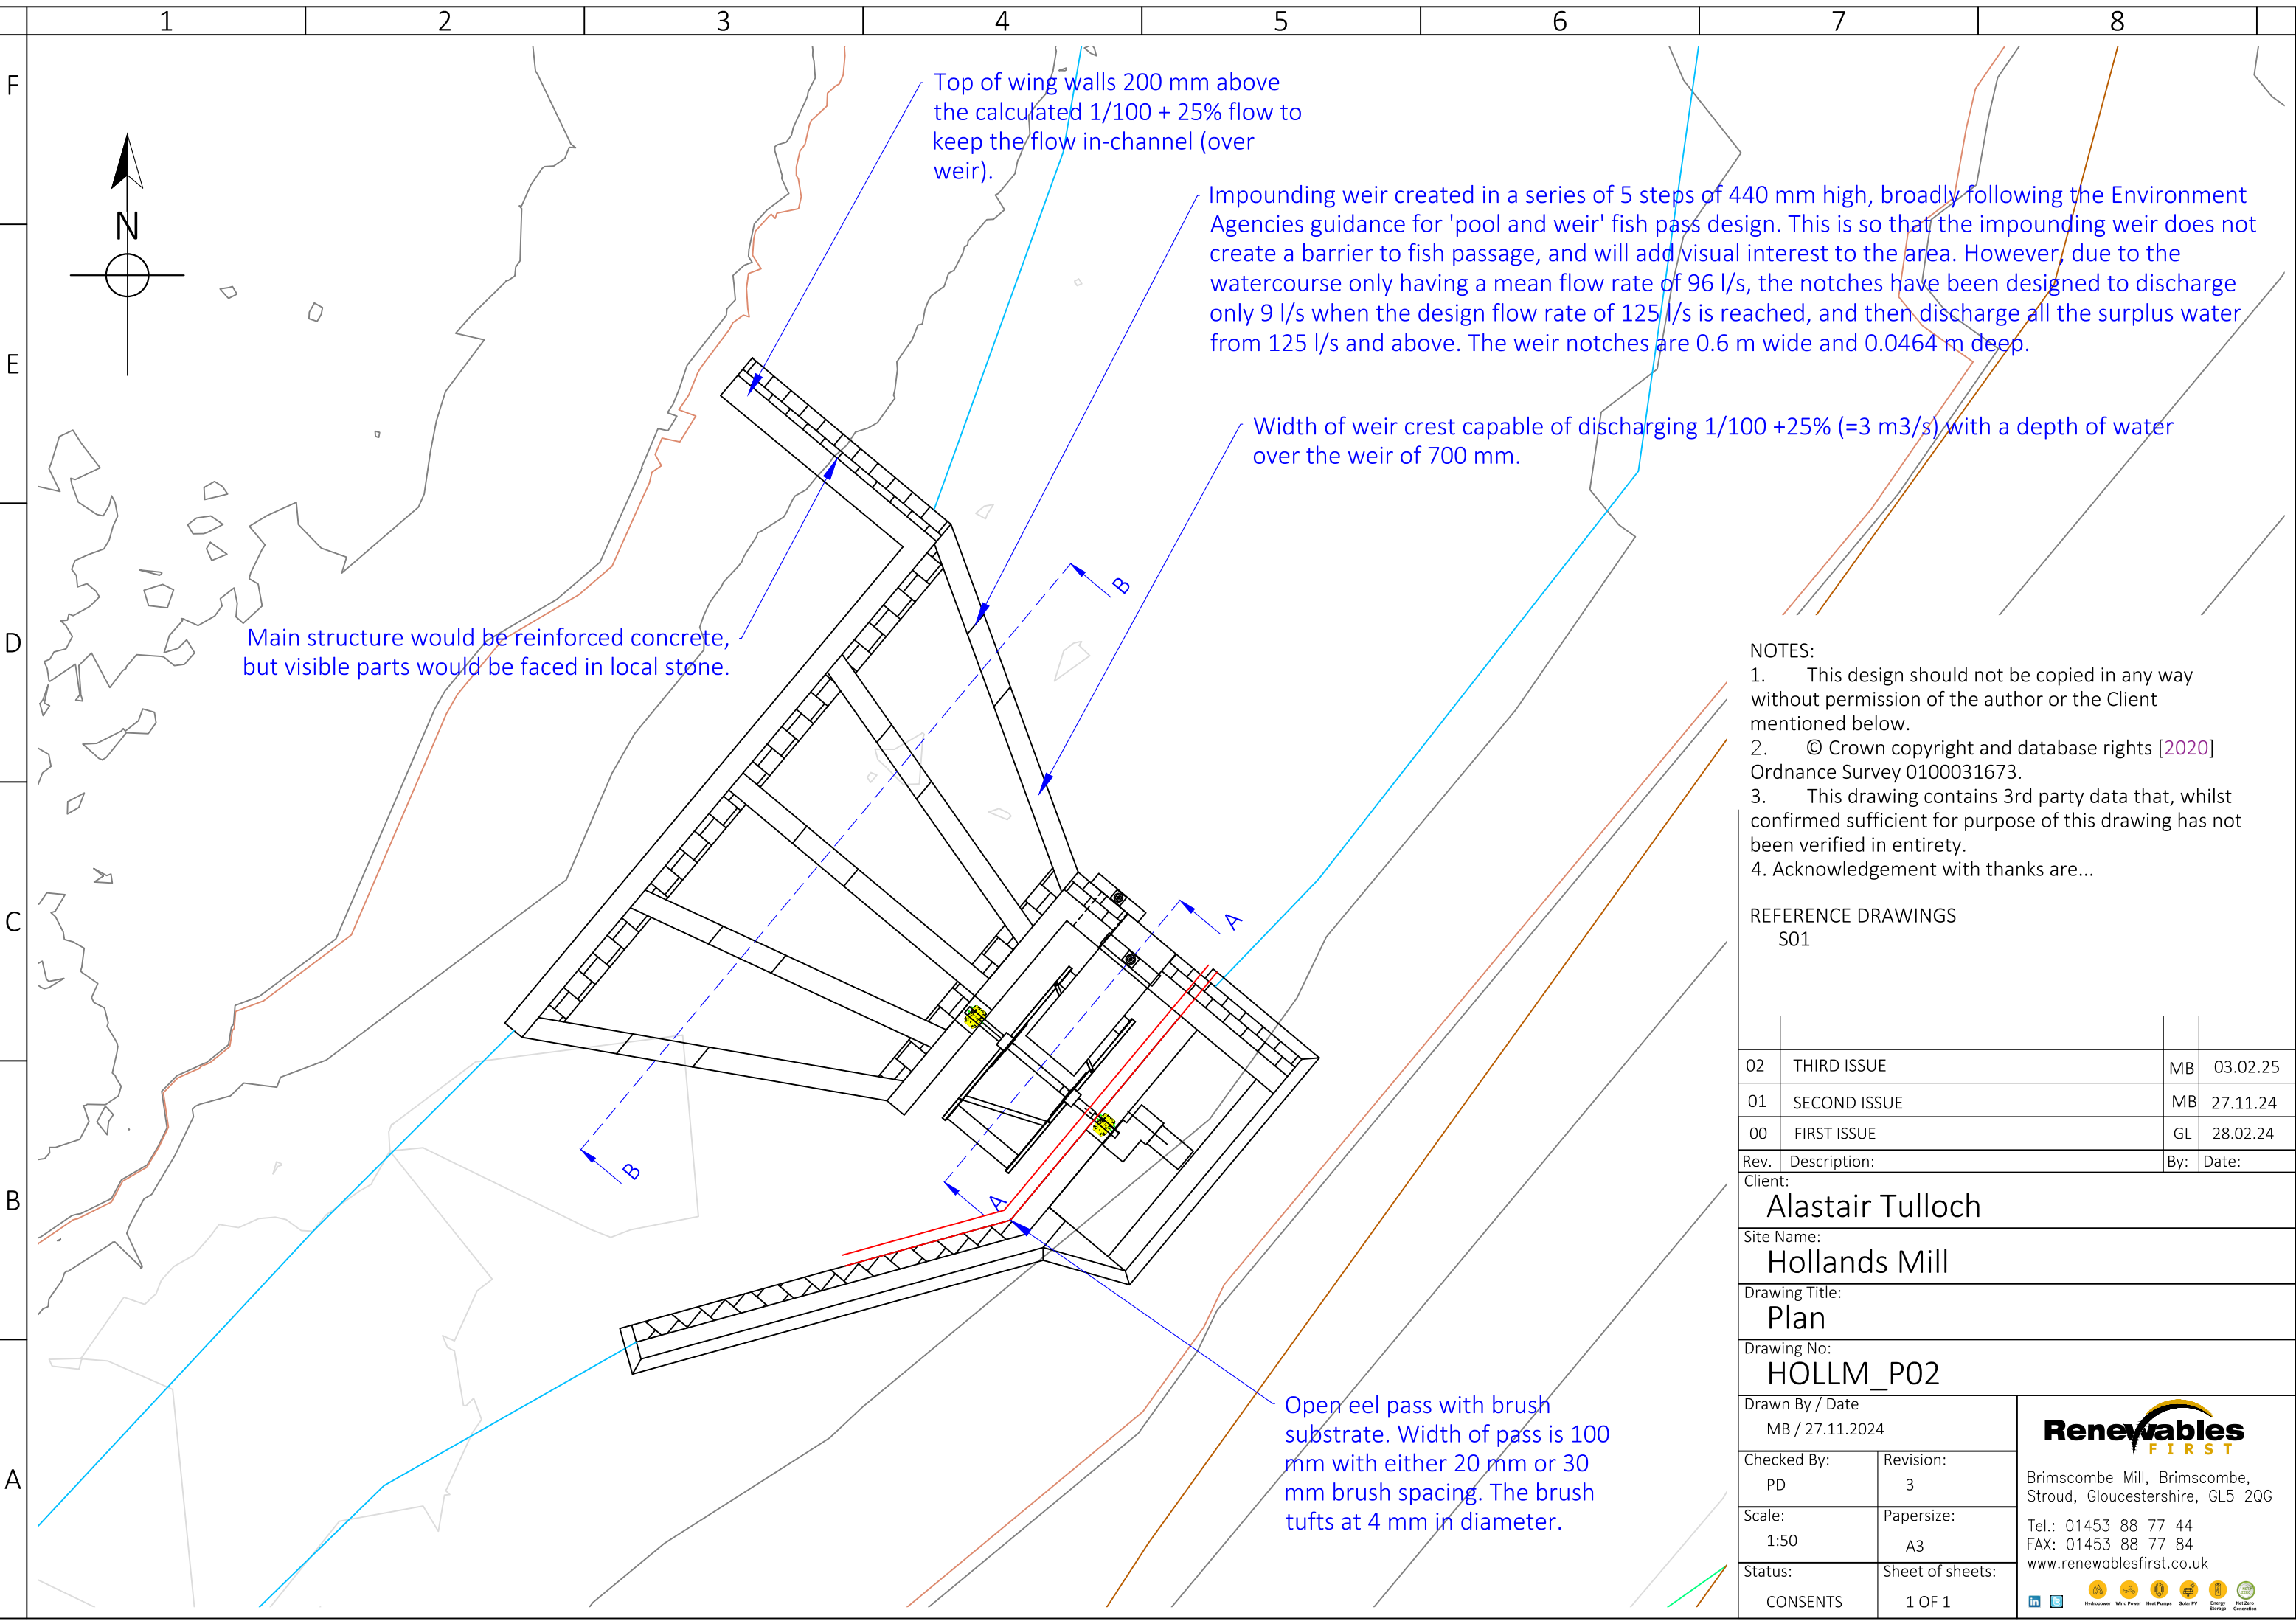 1 2 3 4 5 6 7 8
F
E
D
C
B
A
N
Top of wing walls 200 mm above
the calculated 1/100 + 25% flow to
keep the flow in-channel (over
weir).
Impounding weir created in a series of 5 steps of 440 mm high, broadly following the Environment
Agencies guidance for 'pool and weir' fish pass design. This is so that the impounding weir does not
create a barrier to fish passage, and will add visual interest to the area. However, due to the
watercourse only having a mean flow rate of 96 l/s, the notches have been designed to discharge
only 9 l/s when the design flow rate of 125 l/s is reached, and then discharge all the surplus water
from 125 l/s and above. The weir notches are 0.6 m wide and 0.0464 m deep.
Width of weir crest capable of discharging 1/100 +25% (=3 m3/s) with a depth of water
over the weir of 700 mm.
Main structure would be reinforced concrete,
but visible parts would be faced in local stone.
B
A
B
A
Open eel pass with brush
substrate. Width of pass is 100
mm with either 20 mm or 30
mm brush spacing. The brush
tufts at 4 mm in diameter.
NOTES:
1. This design should not be copied in any way
without permission of the author or the Client
mentioned below.
2. © Crown copyright and database rights [2020]
Ordnance Survey 0100031673.
3. This drawing contains 3rd party data that, whilst
confirmed sufficient for purpose of this drawing has not
been verified in entirety.
4. Acknowledgement with thanks are...
REFERENCE DRAWINGS
S01
02 THIRD ISSUE MB 03.02.25
01 SECOND ISSUE MB 27.11.24
00 FIRST ISSUE GL 28.02.24
Rev. Description: By: Date:
Client:
Alastair Tulloch
Site Name:
Hollands Mill
Drawing Title:
Plan
Drawing No:
HOLLM_P02
Drawn By / Date
MB / 27.11.2024
Checked By: Revision:
PD 3
Scale: Papersize:
1:50 A3
Status: Sheet of sheets:
CONSENTS 1 OF 1
Renewables
FIRST
Brimscombe Mill, Brimscombe,
Stroud, Gloucestershire, GL5 2QG
Tel.: 01453 88 77 44
FAX: 01453 88 77 84
www.renewablesfirst.co.uk
in
Hydropower Wind Power Heat Pumps Solar PV Energy Storage Net Zero Generation